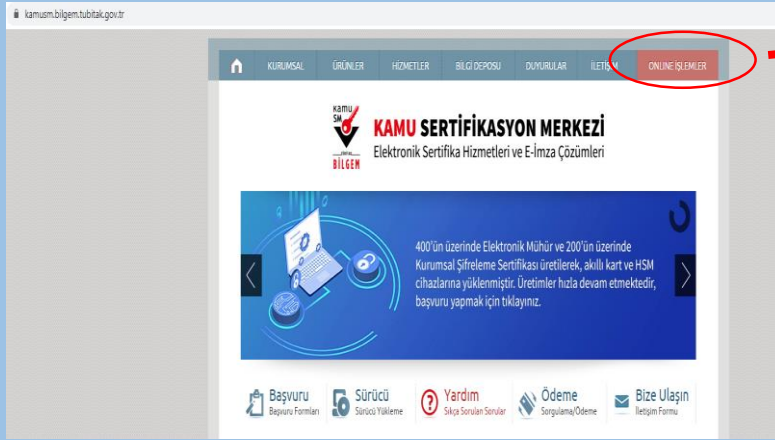 kamusm.bilgem.tubitak.gov.tr
KURUMSAL ÜRÜNLER HİZMETLER BİLGİ DEPOSU DUYURULAR İLETİŞİM ONLINE İŞLEMLER
kamu
SM
BİLGEM
KAMU SERTİFİKASYON MERKEZİ
Elektronik Sertifika Hizmetleri ve E-İmza Çözümleri
400'ün üzerinde Elektronik Mühür ve 200'ün üzerinde
Kurumsal Şifreleme Sertifikası üretilerek, akıllı kart ve HSM
cihazlarına yüklenmiştir. Üretimler hızla devam etmektedir,
başvuru yapmak için tıklayınız.
Başvuru Sürücü Yardım Ödeme Bize Ulaşın
Başvuru Formları Sürücü Yükleme Sıkça Sorulan Sorular Sorgulama/Ödeme İletişim Formu